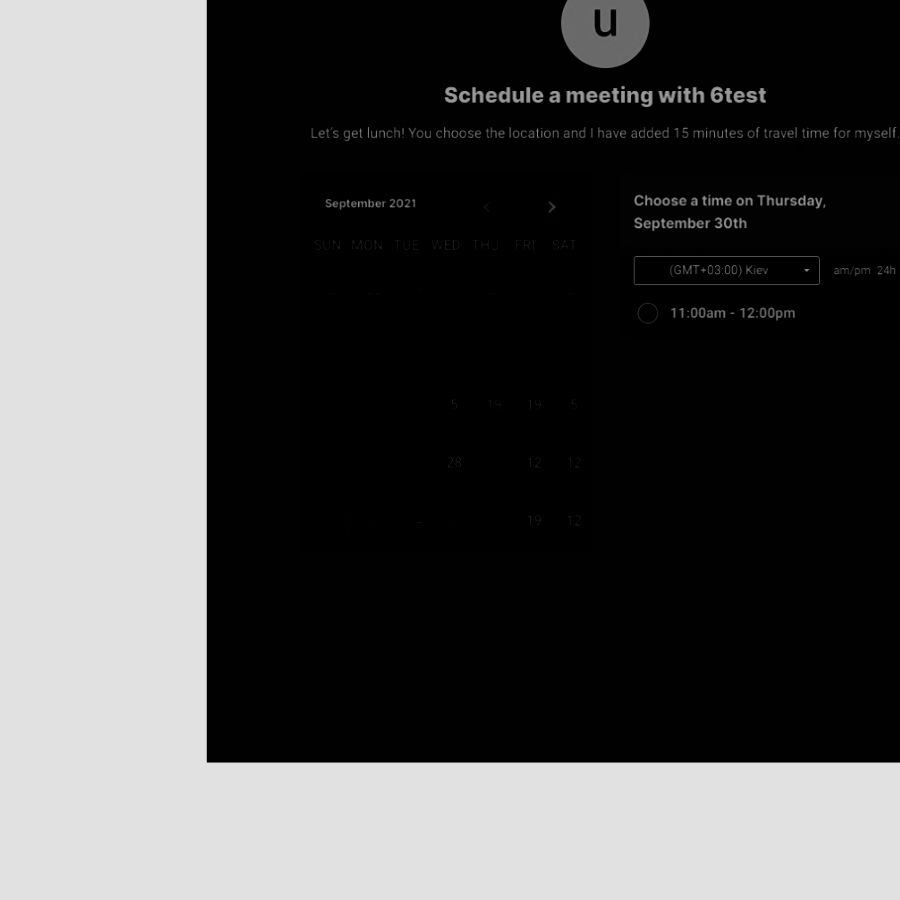 u
Schedule a meeting with 6test
Let's get lunch! You choose the location and I have added 15 minutes of travel time for myself.
September 2021
SUN MON TUE WED THU FRI SAT
5 19 19 5
28 12 12
19 12
Choose a time on Thursday,
September 30th
(GMT+03:00) Kiev
am/pm 24h
11:00am - 12:00pm